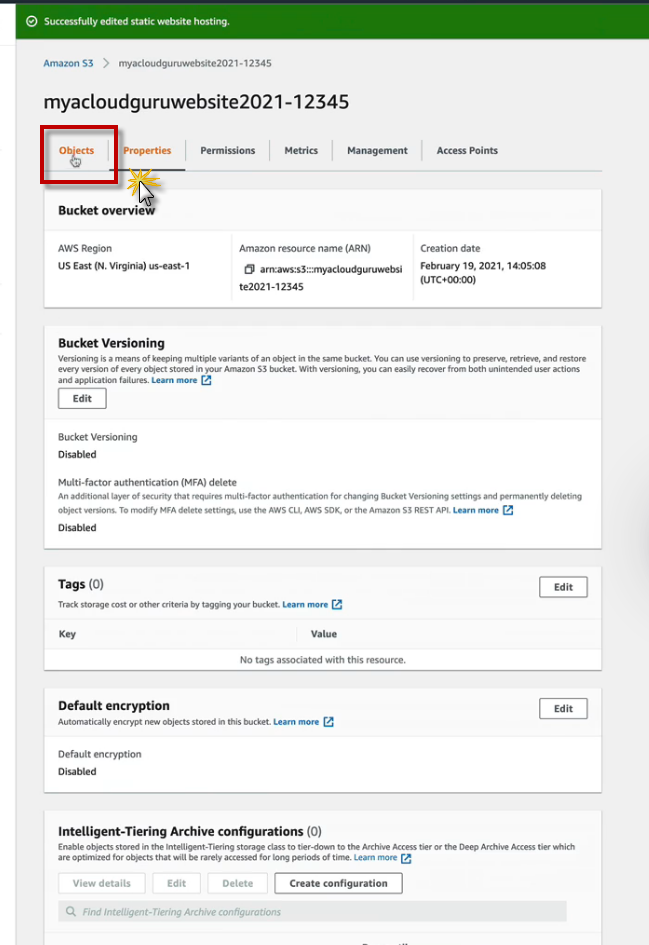 Successfully edited static website hosting.
Amazon S3 > myacloudguruwebsite2021-12345
myacloudguruwebsite2021-12345
Objects Properties Permissions Metrics Management Access Points
Bucket overview
AWS Region
US East (N. Virginia) us-east-1
Amazon resource name (ARN)
arn:aws:s3:::myacloudguruwebsi
te2021-12345
Creation date
February 19, 2021, 14:05:08
(UTC+00:00)
Bucket Versioning
Versioning is a means of keeping multiple variants of an object in the same bucket. You can use versioning to preserve, retrieve, and restore
every version of every object stored in your Amazon S3 bucket. With versioning, you can easily recover from both unintended user actions
and application failures. Learn more
Edit
Bucket Versioning
Disabled
Multi-factor authentication (MFA) delete
An additional layer of security that requires multi-factor authentication for changing Bucket Versioning settings and permanently deleting
object versions. To modify MFA delete settings, use the AWS CLI, AWS SDK, or the Amazon S3 REST API. Learn more
Disabled
Tags (0)
Edit
Track storage cost or other criteria by tagging your bucket. Learn more
Key Value
No tags associated with this resource.
Default encryption
Edit
Automatically encrypt new objects stored in this bucket. Learn more
Default encryption
Disabled
Intelligent-Tiering Archive configurations (0)
Enable objects stored in the Intelligent-Tiering storage class to tier-down to the Archive Access tier or the Deep Archive Access tier which
are optimized for objects that will be rarely accessed for long periods of time. Learn more
View details Edit Delete Create configuration
Find Intelligent-Tiering Archive configurations